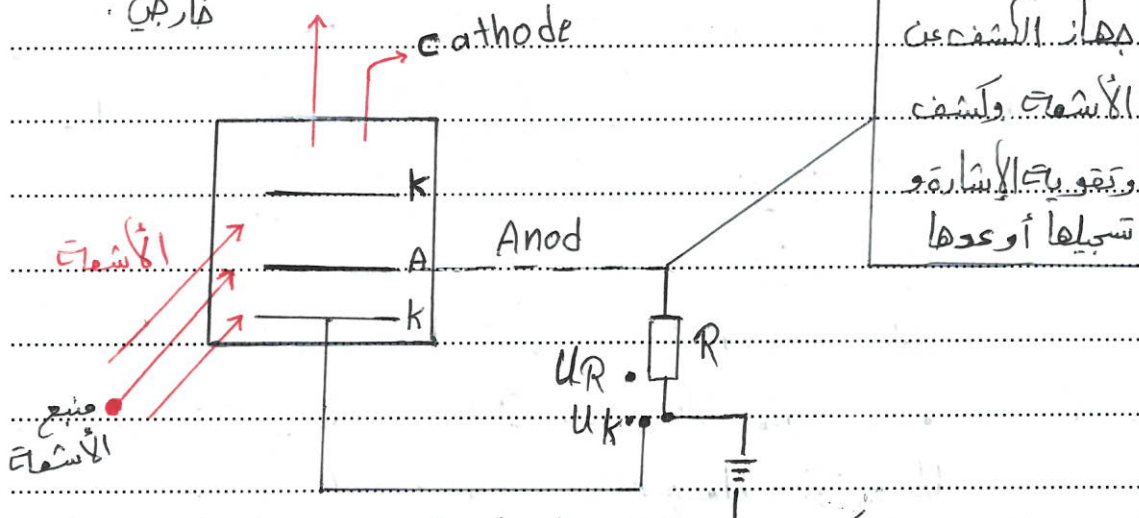 خارجي.
cathode
جهاز الكشف عن
الأشعة وكشف
وتقوية الإشارة و
تسجيلها أو عدها
k
الأشعة
A
Anod
k
R
UR
Uk
منبع
الأشعة